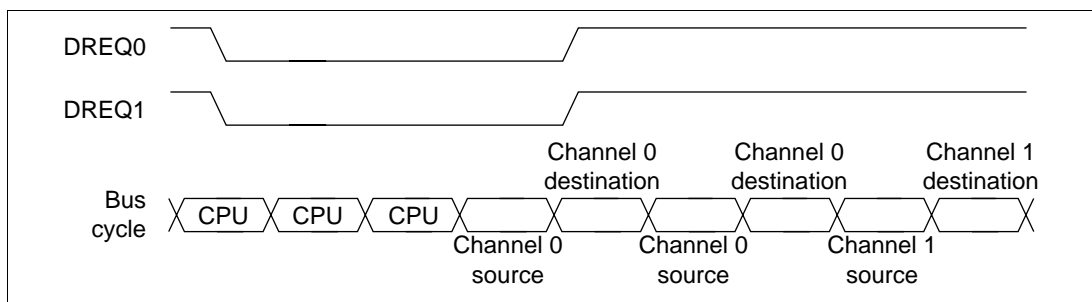 DREQ0
DREQ1
Channel 0 Channel 0 Channel 1
destination destination destination
Bus
cycle
CPU CPU CPU
Channel 0 Channel 0 Channel 1
source source source